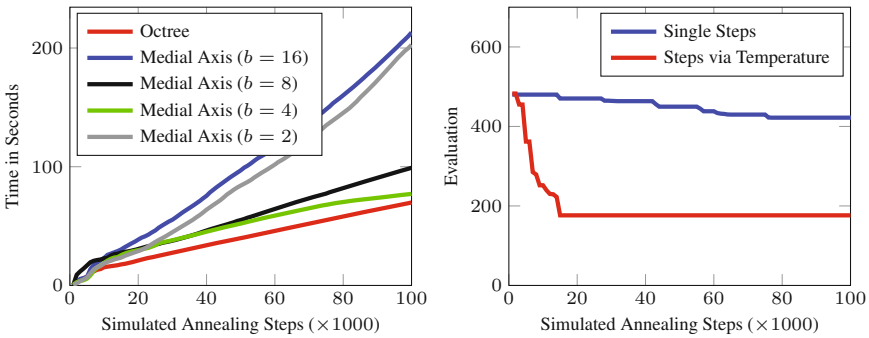 200
100
0
Time in Seconds
Octree
Medial Axis (b = 16)
Medial Axis (b = 8)
Medial Axis (b = 4)
Medial Axis (b = 2)
0 20 40 60 80 100
Simulated Annealing Steps (×1000)
600
400
200
0
Evaluation
Single Steps
Steps via Temperature
0 20 40 60 80 100
Simulated Annealing Steps (×1000)